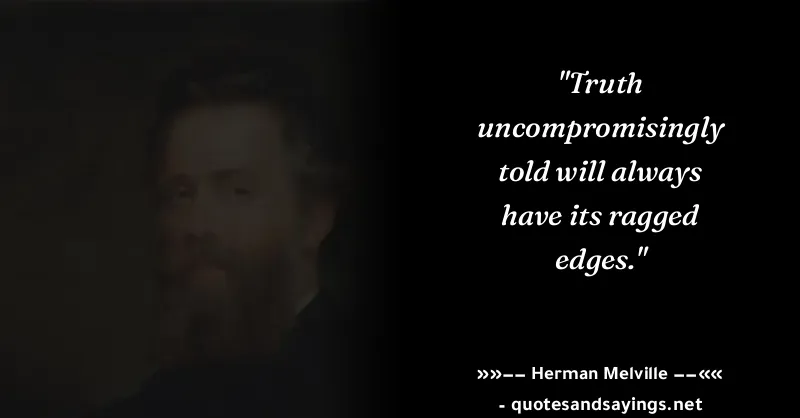 "Truth
uncompromisingly
told will always
have its ragged
edges."
»»–– Herman Melville ––««
- quotesandsayings.net